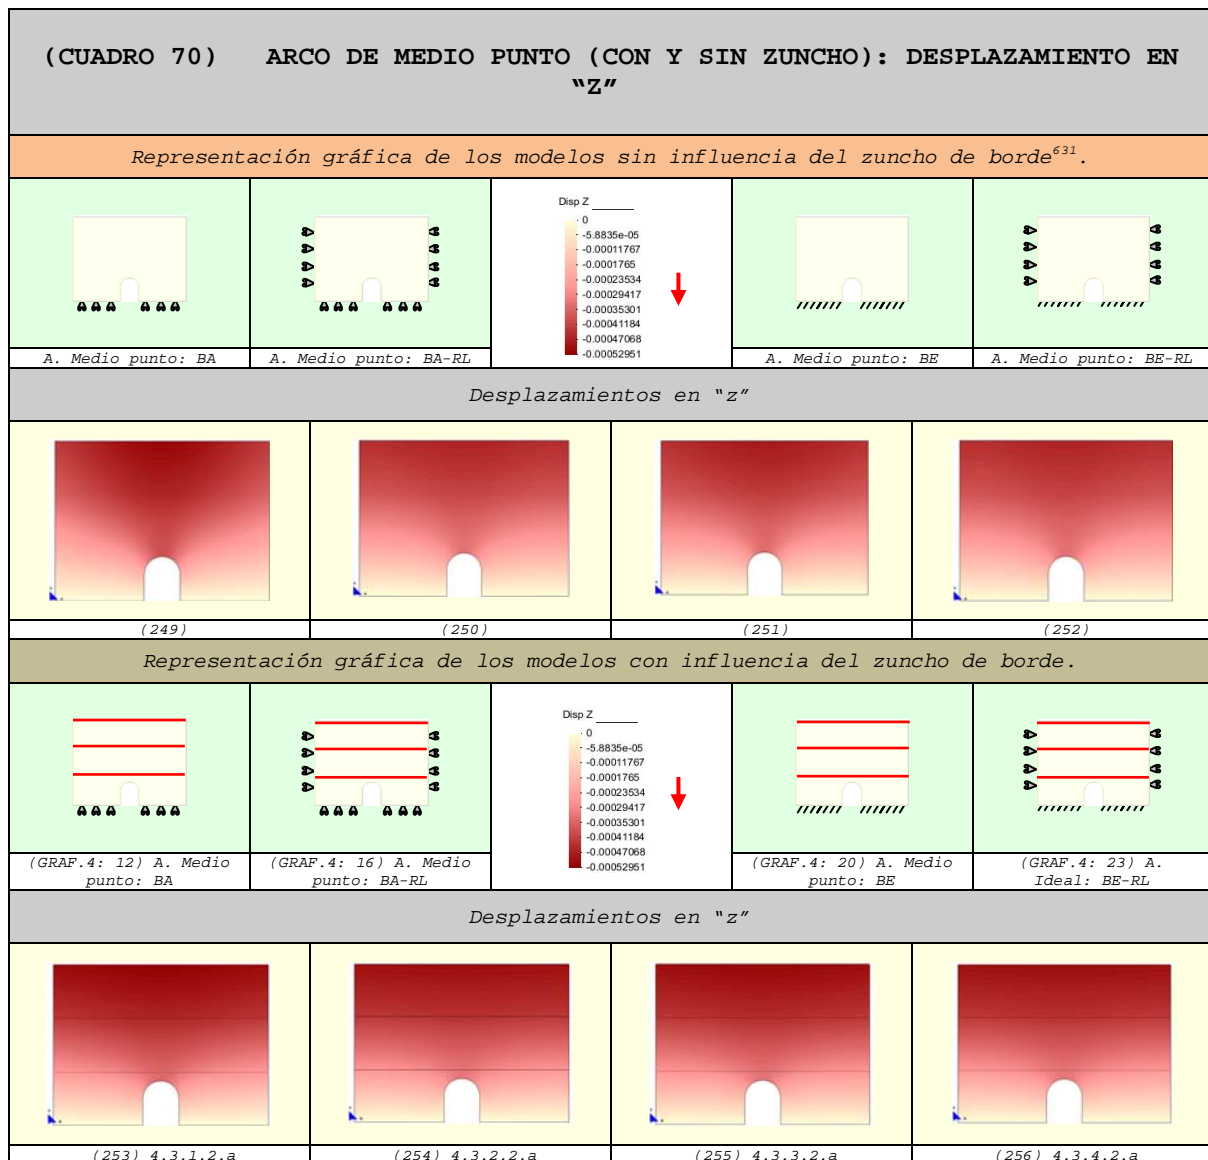 (CUADRO 70) ARCO DE MEDIO PUNTO (CON Y SIN ZUNCHO): DESPLAZAMIENTO EN
“Z”
Representación gráfica de los modelos sin influencia del zuncho de borde631.
Disp Z
0
-5.8835e-05
-0.00011767
-0.0001765
-0.00023534
-0.00029417
-0.00035301
-0.00041184
-0.00047068
-0.00052951
A. Medio punto: BA
A. Medio punto: BA-RL
A. Medio punto: BE
A. Medio punto: BE-RL
Desplazamientos en “z”
(249)
(250)
(251)
(252)
Representación gráfica de los modelos con influencia del zuncho de borde.
Disp Z
0
-5.8835e-05
-0.00011767
-0.0001765
-0.00023534
-0.00029417
-0.00035301
-0.00041184
-0.00047068
-0.00052951
(GRAF.4: 12) A. Medio
punto: BA
(GRAF.4: 16) A. Medio
punto: BA-RL
(GRAF.4: 20) A. Medio
punto: BE
(GRAF.4: 23) A.
Ideal: BE-RL
Desplazamientos en “z”
(253) 4.3.1.2.a
(254) 4.3.2.2.a
(255) 4.3.3.2.a
(256) 4.3.4.2.a